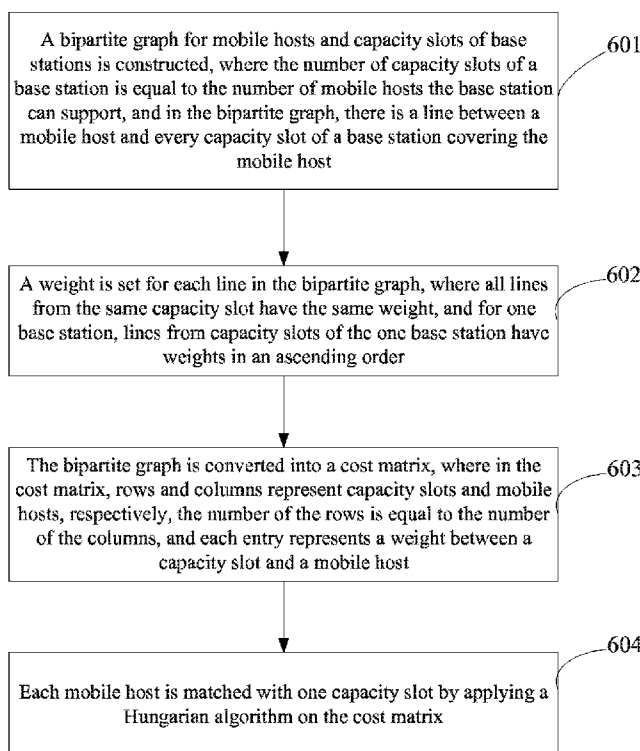 A bipartite graph for mobile hosts and capacity slots of base
stations is constructed, where the number of capacity slots of a
base station is equal to the number of mobile hosts the base station
can support, and in the bipartite graph, there is a line between a
mobile host and every capacity slot of a base station covering the
mobile host
601
A weight is set for each line in the bipartite graph, where all lines
from the same capacity slot have the same weight, and for one
base station, lines from capacity slots of the one base station have
weights in an ascending order
602
The bipartite graph is converted into a cost matrix, where in the
cost matrix, rows and columns represent capacity slots and mobile
hosts, respectively, the number of the rows is equal to the number
of the columns, and each entry represents a weight between a
capacity slot and a mobile host
603
Each mobile host is matched with one capacity slot by applying a
Hungarian algorithm on the cost matrix
604